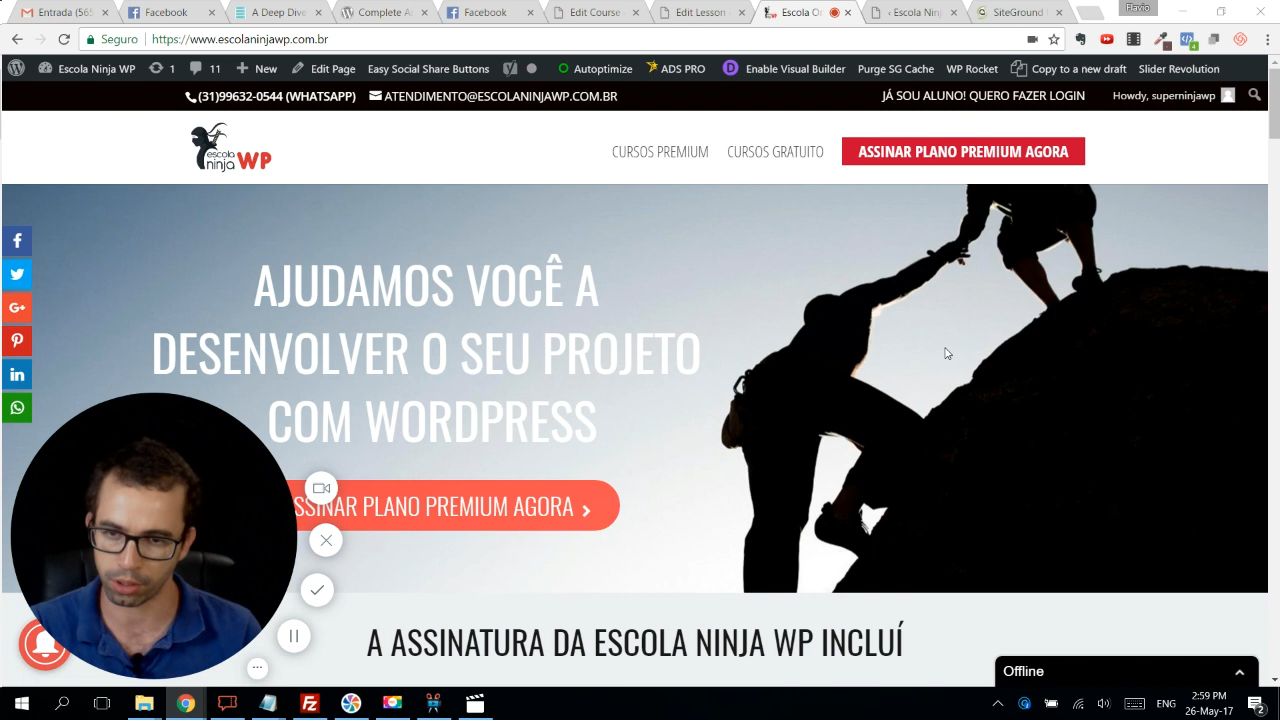 Entrada (565
Facebook
A Deep Dive
Complete A
Facebook
Edit Course
Edit Lesson
Escola O
‹ Escola Ninj
SiteGround
Flavio
Seguro
https://www.escolaninjawp.com.br
4
Escola Ninja WP
1
11
New
Edit Page
Easy Social Share Buttons
Autoptimize
ADS PRO
Enable Visual Builder
Purge SG Cache
WP Rocket
Copy to a new draft
Slider Revolution
(31)99632-0544 (WHATSAPP)
ATENDIMENTO@ESCOLANINJAWP.COM.BR
JÁ SOU ALUNO! QUERO FAZER LOGIN
Howdy, superninjawp
escola
ninja WP
CURSOS PREMIUM
CURSOS GRATUITO
ASSINAR PLANO PREMIUM AGORA
AJUDAMOS VOCÊ A
DESENVOLVER O SEU PROJETO
COM WORDPRESS
SSINAR PLANO PREMIUM AGORA
A ASSINATURA DA ESCOLA NINJA WP INCLUÍ
Offline
ENG
2:59 PM
26-May-17
2